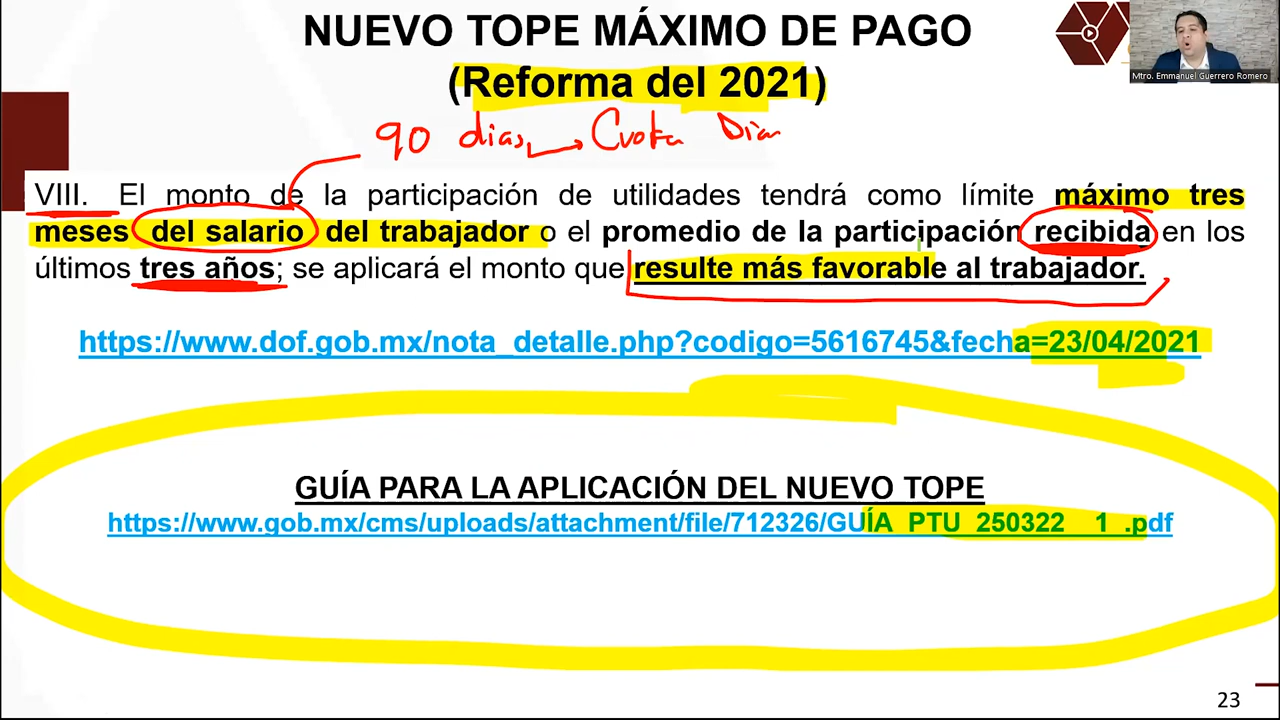 NUEVO TOPE MÁXIMO DE PAGO
(Reforma del 2021)
Mtro. Emmanuel Guerrero Romero
90 dias → Cuota Diar
VIII. El monto de la participación de utilidades tendrá como límite máximo tres
meses del salario del trabajador o el promedio de la participación recibida en los
últimos tres años; se aplicará el monto que resulte más favorable al trabajador.
https://www.dof.gob.mx/nota_detalle.php?codigo=5616745&fecha=23/04/2021
GUÍA PARA LA APLICACIÓN DEL NUEVO TOPE
https://www.gob.mx/cms/uploads/attachment/file/712326/GUÍA_PTU_250322__1_.pdf
23